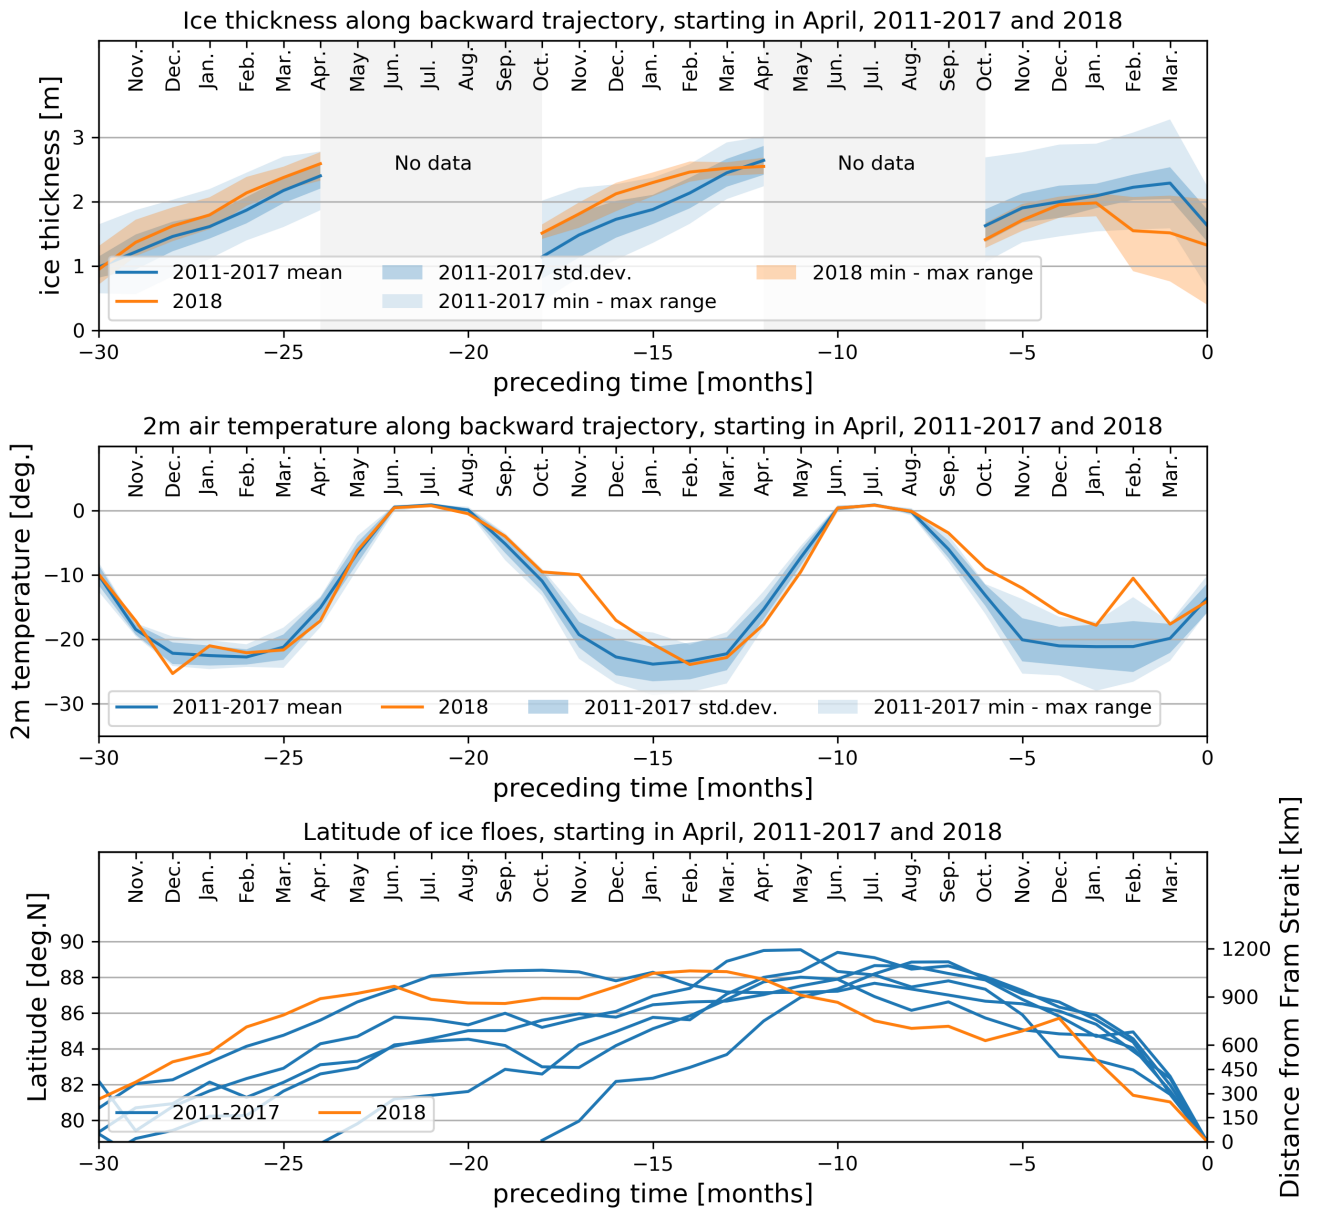 Ice thickness along backward trajectory, starting in April, 2011-2017 and 2018
Nov. Dec. Jan. Feb. Mar. Apr. May Jun. Jul. Aug. Sep. Oct. Nov. Dec. Jan. Feb. Mar. Apr. May Jun. Jul. Aug. Sep. Oct. Nov. Dec. Jan. Feb. Mar.
ice thickness [m]
3
2
1
0
No data No data
2011-2017 mean 2011-2017 std.dev. 2018 min - max range
2018 2011-2017 min - max range
−30 −25 −20 −15 −10 −5 0
preceding time [months]
2m air temperature along backward trajectory, starting in April, 2011-2017 and 2018
Nov. Dec. Jan. Feb. Mar. Apr. May Jun. Jul. Aug. Sep. Oct. Nov. Dec. Jan. Feb. Mar. Apr. May Jun. Jul. Aug. Sep. Oct. Nov. Dec. Jan. Feb. Mar.
2m temperature [deg.]
0
−10
−20
−30
2011-2017 mean 2018 2011-2017 std.dev. 2011-2017 min - max range
−30 −25 −20 −15 −10 −5 0
preceding time [months]
Latitude of ice floes, starting in April, 2011-2017 and 2018
Nov. Dec. Jan. Feb. Mar. Apr. May Jun. Jul. Aug. Sep. Oct. Nov. Dec. Jan. Feb. Mar. Apr. May Jun. Jul. Aug. Sep. Oct. Nov. Dec. Jan. Feb. Mar.
Latitude [deg.N]
90
88
86
84
82
80
2011-2017 2018
1200
900
600
450
300
150
0
Distance from Fram Strait [km]
−30 −25 −20 −15 −10 −5 0
preceding time [months]